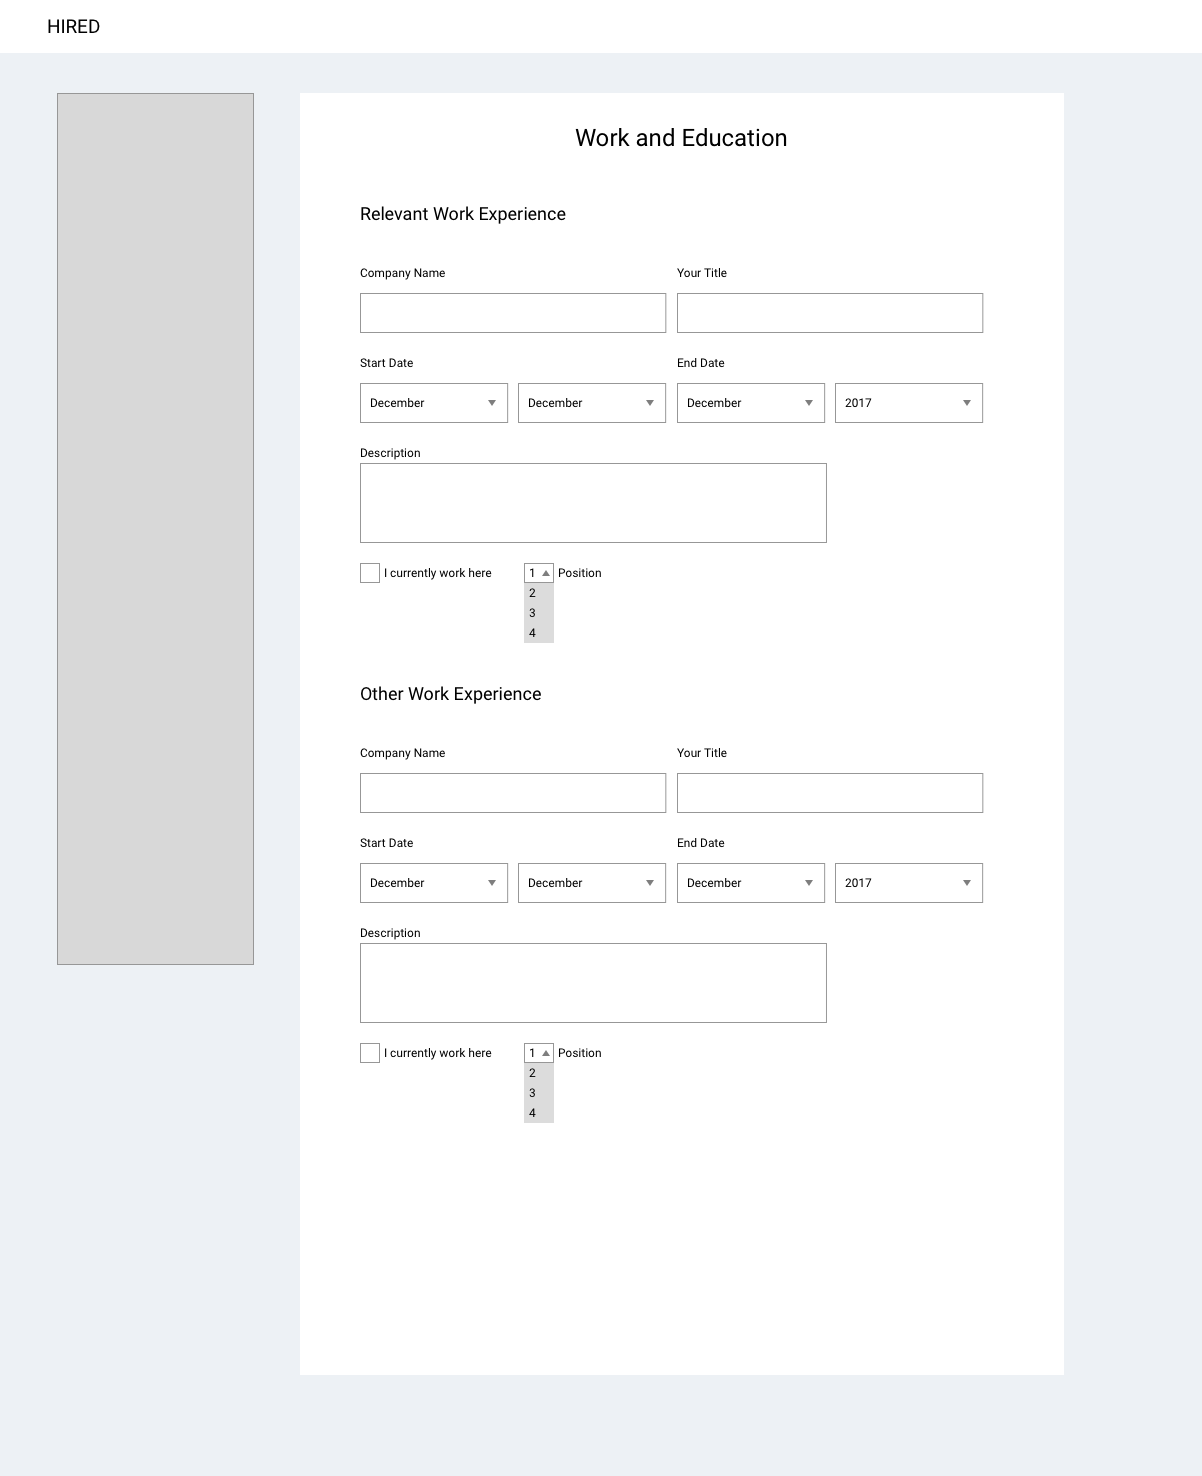 HIRED
Work and Education
Relevant Work Experience
Company Name Your Title
Start Date End Date
December December December 2017
Description
I currently work here 1 Position
2
3
4
Other Work Experience
Company Name Your Title
Start Date End Date
December December December 2017
Description
I currently work here 1 Position
2
3
4